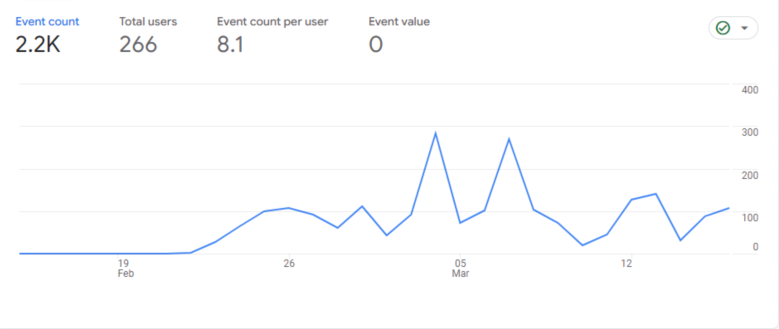 Event count Total users Event count per user Event value
2.2K 266 8.1 0
400
300
200
100
0
19 26 05 12
Feb Mar